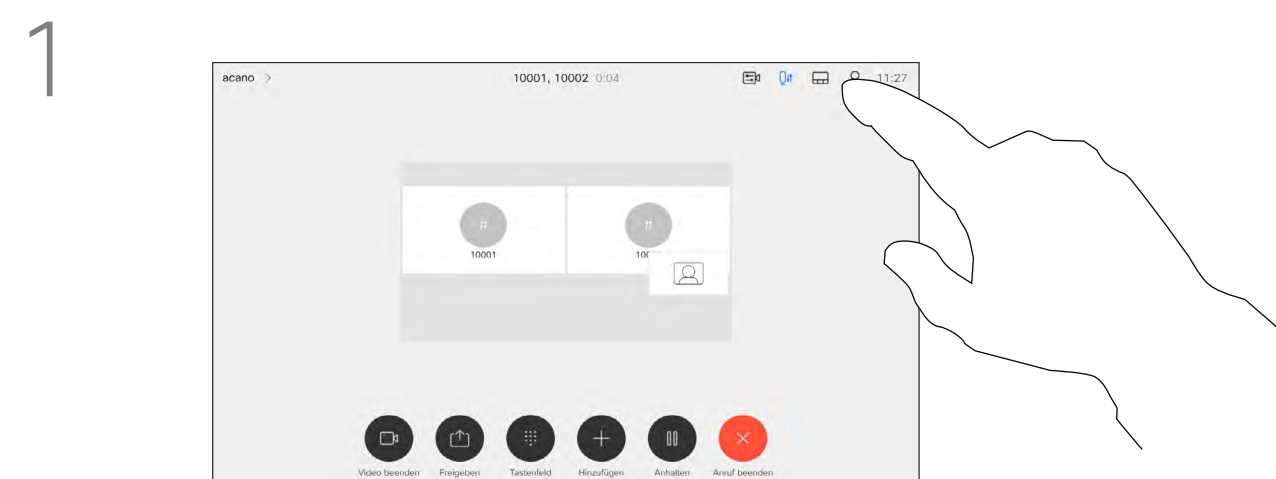 1
acano >
10001, 10002 0:04
11:27
#
#
10001
Video beenden
Freigeben
Tastenfeld
Hinzufügen
Anhalten
Anruf beenden